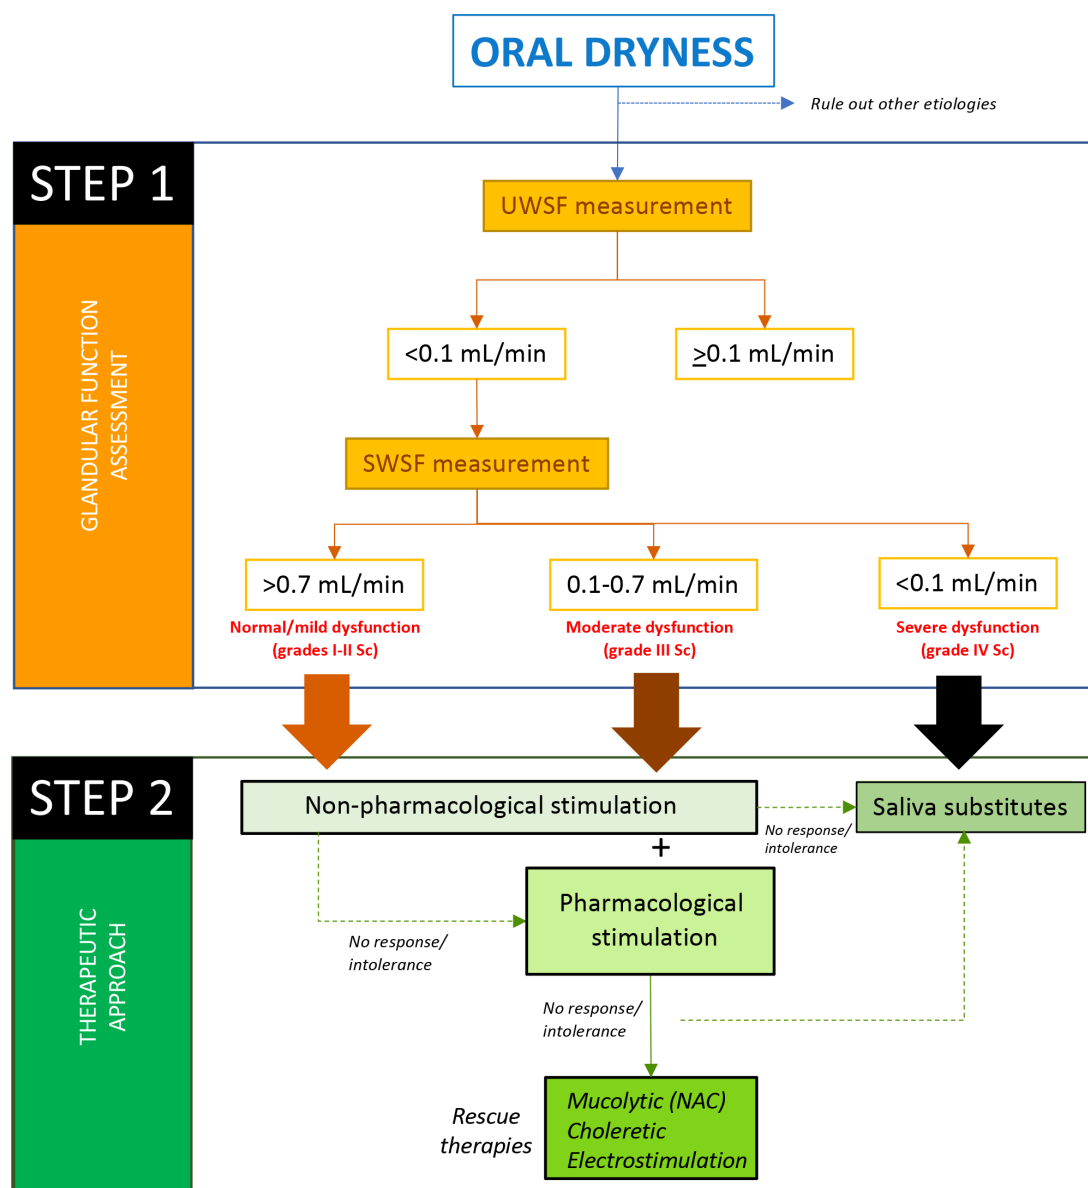 ORAL DRYNESS
Rule out other etiologies
STEP 1
GLANDULAR FUNCTION
ASSESSMENT
UWSF measurement
<0.1 mL/min
≥0.1 mL/min
SWSF measurement
>0.7 mL/min
0.1-0.7 mL/min
<0.1 mL/min
Normal/mild dysfunction
(grades I-II Sc)
Moderate dysfunction
(grade III Sc)
Severe dysfunction
(grade IV Sc)
STEP 2
THERAPEUTIC
APPROACH
Non-pharmacological stimulation
Saliva substitutes
No response/
intolerance
+
Pharmacological
stimulation
No response/
intolerance
No response/
intolerance
Rescue
therapies
Mucolytic (NAC)
Choleretic
Electrostimulation